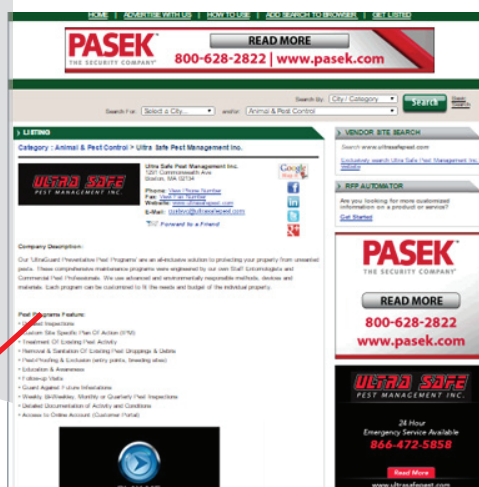 HOME | ADVERTISE WITH US | HOW TO USE | ADD SEARCH TO BROWSER | GET LISTED
PASEK
THE SECURITY COMPANY
READ MORE
800-628-2822 | www.pasek.com
Search By: City / Category
Search For: Select a City... and/or: Animal & Pest Control
Search
> LISTING
Category : Animal & Pest Control > Ultra Safe Pest Management Inc.
ULTRA SAFE
PEST MANAGEMENT INC.
Ultra Safe Pest Management Inc.
1291 Commonwealth Ave
Boston, MA 02134
Phone: View Phone Number
Fax: View Fax Number
Website: www.ultrasafepest.com
E-Mail:
Forward to a Friend
Google
Company Description:
Our 'UltraGuard Preventative Pest Programs' are an all-exclusive solution to protecting your property from unwanted
pests. These comprehensive maintenance programs were engineered by our own Staff Entomologists and
Commercial Pest Professionals. We use advanced and environmentally responsible methods, devices and
materials. Each program can be customized to fit the needs and budget of the individual property.
Pest Programs Feature:
Inspections
Custom Site Specific Plan Of Action (IPM)
* Treatment Of Existing Pest Activity
* Removal & Sanitation Of Existing Pest Droppings & Debris
* Pest-Proofing & Exclusion (entry points, breeding sites)
* Education & Awareness
* Follow-up Visits
* Guard Against Future Infestations
* Weekly, Bi-Weekly, Monthly or Quarterly Pest Inspections
* Detailed Documentation of Activity and Conditions
* Access to Online Account (Customer Portal)
> VENDOR SITE SEARCH
Search www.ultrasafepest.com
Exclusively search Ultra Safe Pest Management Inc.
website
> RFP AUTOMATOR
Are you looking for more customized
information on a product or service?
Get Started
PASEK
THE SECURITY COMPANY
READ MORE
800-628-2822
www.pasek.com
ULTRA SAFE
PEST MANAGEMENT INC.
24 Hour
Emergency Service Available
866-472-5858
Read More
www.ultrasafepest.com